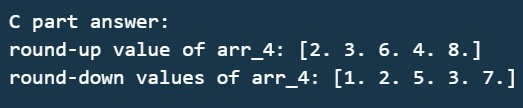 C part answer:
round-up value of arr_4: [2. 3. 6. 4. 8.]
round-down values of arr_4: [1. 2. 5. 3. 7.]